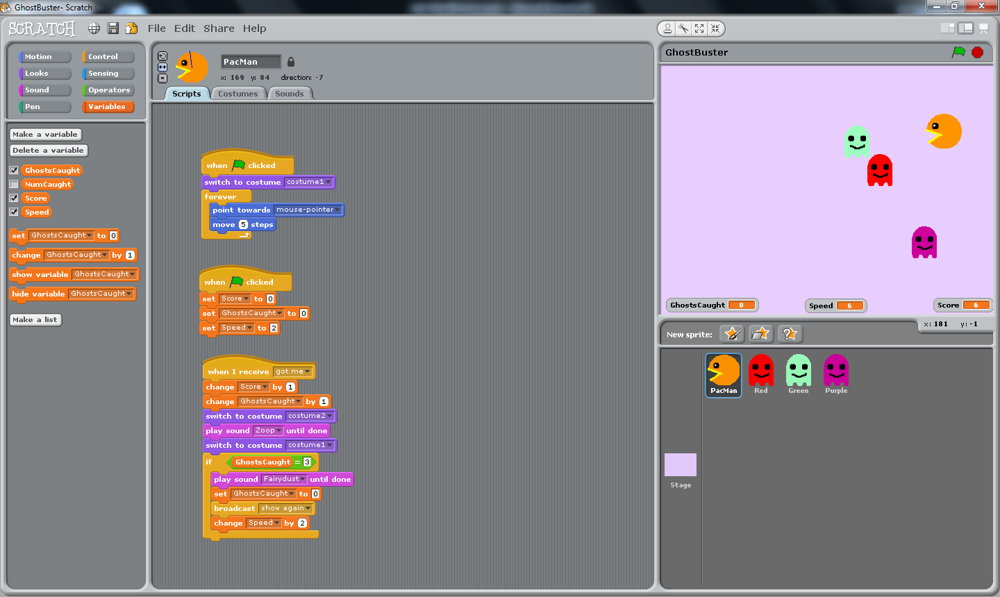 GhostBuster- Scratch
SCRATCH
File Edit Share Help
Motion Control
Looks Sensing
Sound Operators
Pen Variables
Make a variable
Delete a variable
GhostsCaught
NumCaught
Score
Speed
set GhostsCaught to 0
change GhostsCaught by 1
show variable GhostsCaught
hide variable GhostsCaught
Make a list
PacMan
x: 169 y: 84 direction: -7
Scripts Costumes Sounds
when clicked
switch to costume costume1
forever
point towards mouse-pointer
move 5 steps
when clicked
set Score to 0
set GhostsCaught to 0
set Speed to 2
when I receive got me
change Score by 1
change GhostsCaught by 1
switch to costume costume2
play sound Zoop until done
switch to costume costume1
if GhostsCaught = 3
play sound Fairydust until done
set GhostsCaught to 0
broadcast show again
change Speed by 2
GhostBuster
GhostsCaught 0 Speed 6 Score 6
x: 181 y: -1
New sprite:
PacMan Red Green Purple
Stage